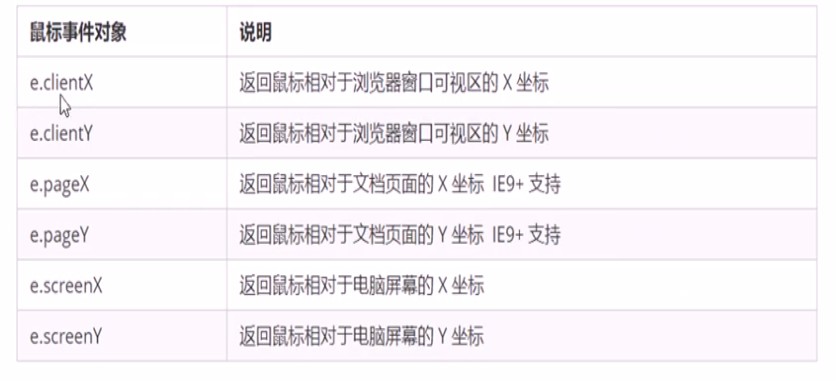 鼠标事件对象 说明
e.clientX 返回鼠标相对于浏览器窗口可视区的 X 坐标
e.clientY 返回鼠标相对于浏览器窗口可视区的 Y 坐标
e.pageX 返回鼠标相对于文档页面的 X 坐标 IE9+ 支持
e.pageY 返回鼠标相对于文档页面的 Y 坐标 IE9+ 支持
e.screenX 返回鼠标相对于电脑屏幕的 X 坐标
e.screenY 返回鼠标相对于电脑屏幕的 Y 坐标